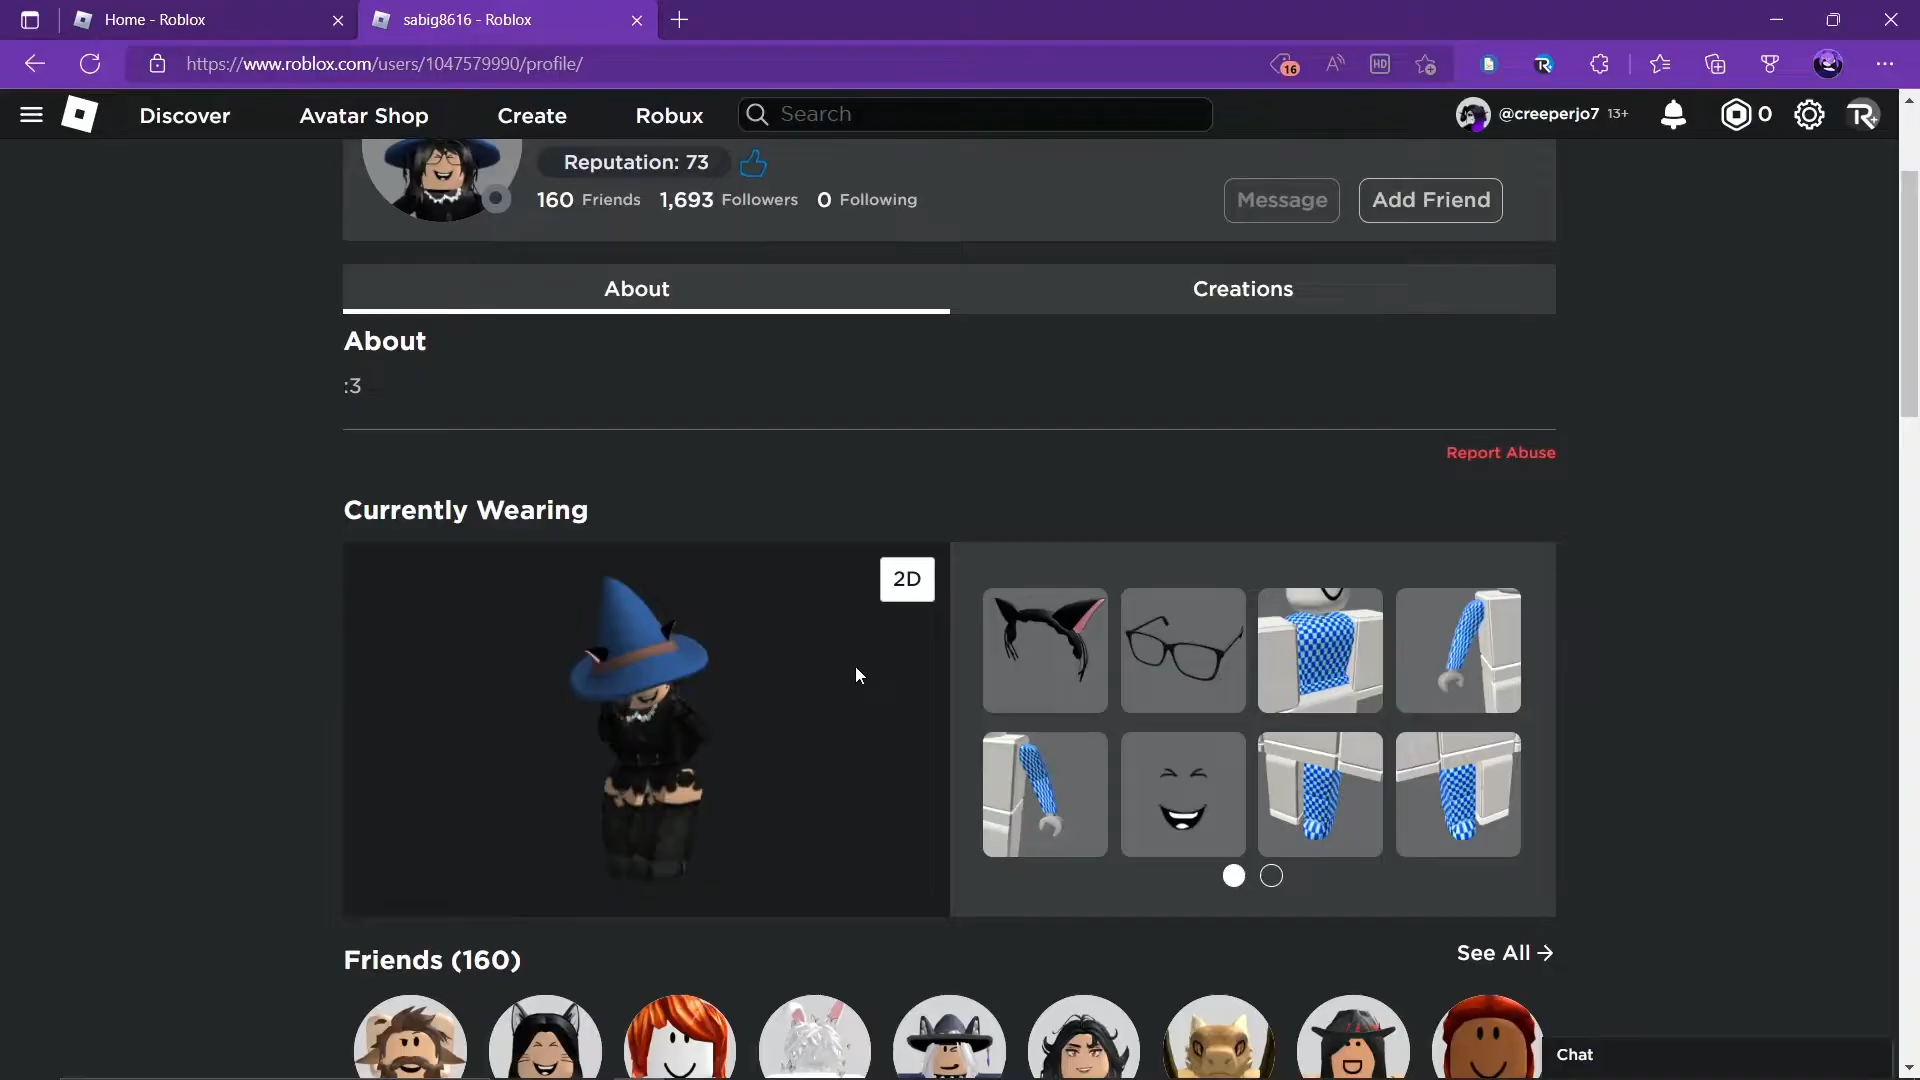 Home - Roblox
sabig8616 - Roblox
https://www.roblox.com/users/1047579990/profile/
16
HD
Discover
Avatar Shop
Create
Robux
Search
@creeperjo7 13+
0
Reputation: 73
160 Friends 1,693 Followers 0 Following
Message
Add Friend
About
Creations
About
:3
Report Abuse
Currently Wearing
2D
Friends (160)
See All
Chat